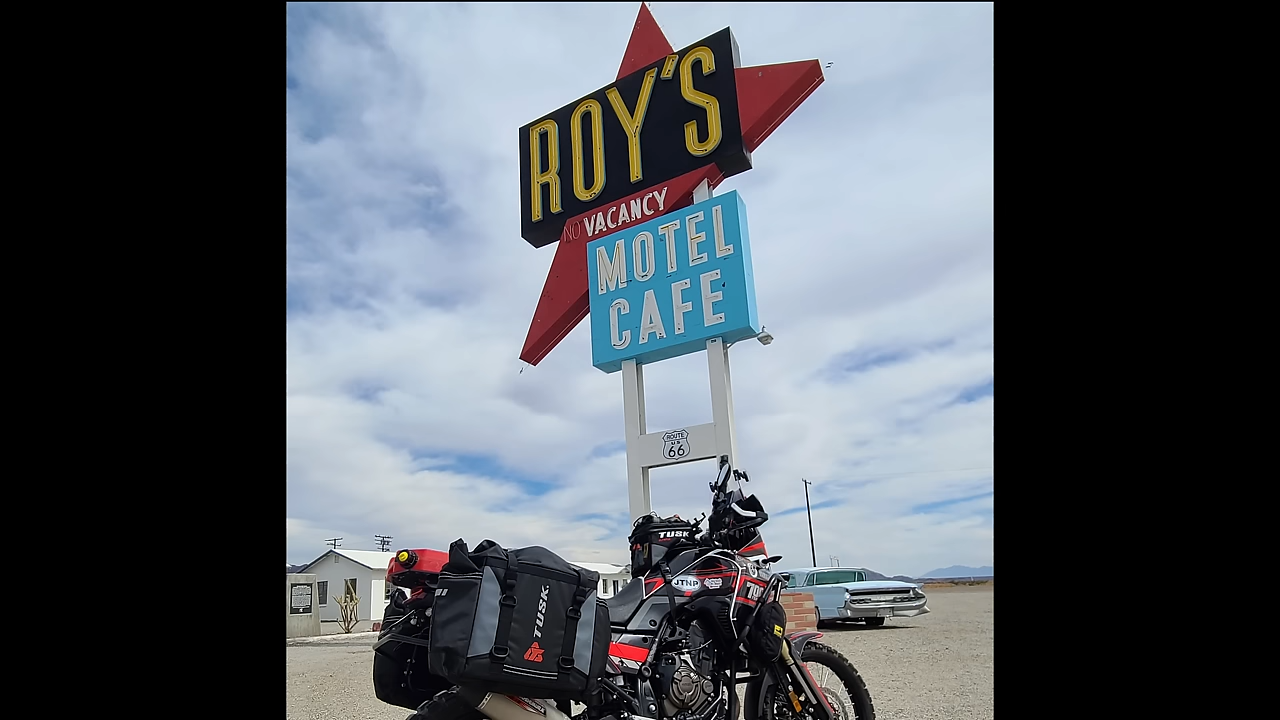 ROY'S
NO VACANCY
MOTEL
CAFE
ROUTE
US
66
TUSK
TUSK
JTNP